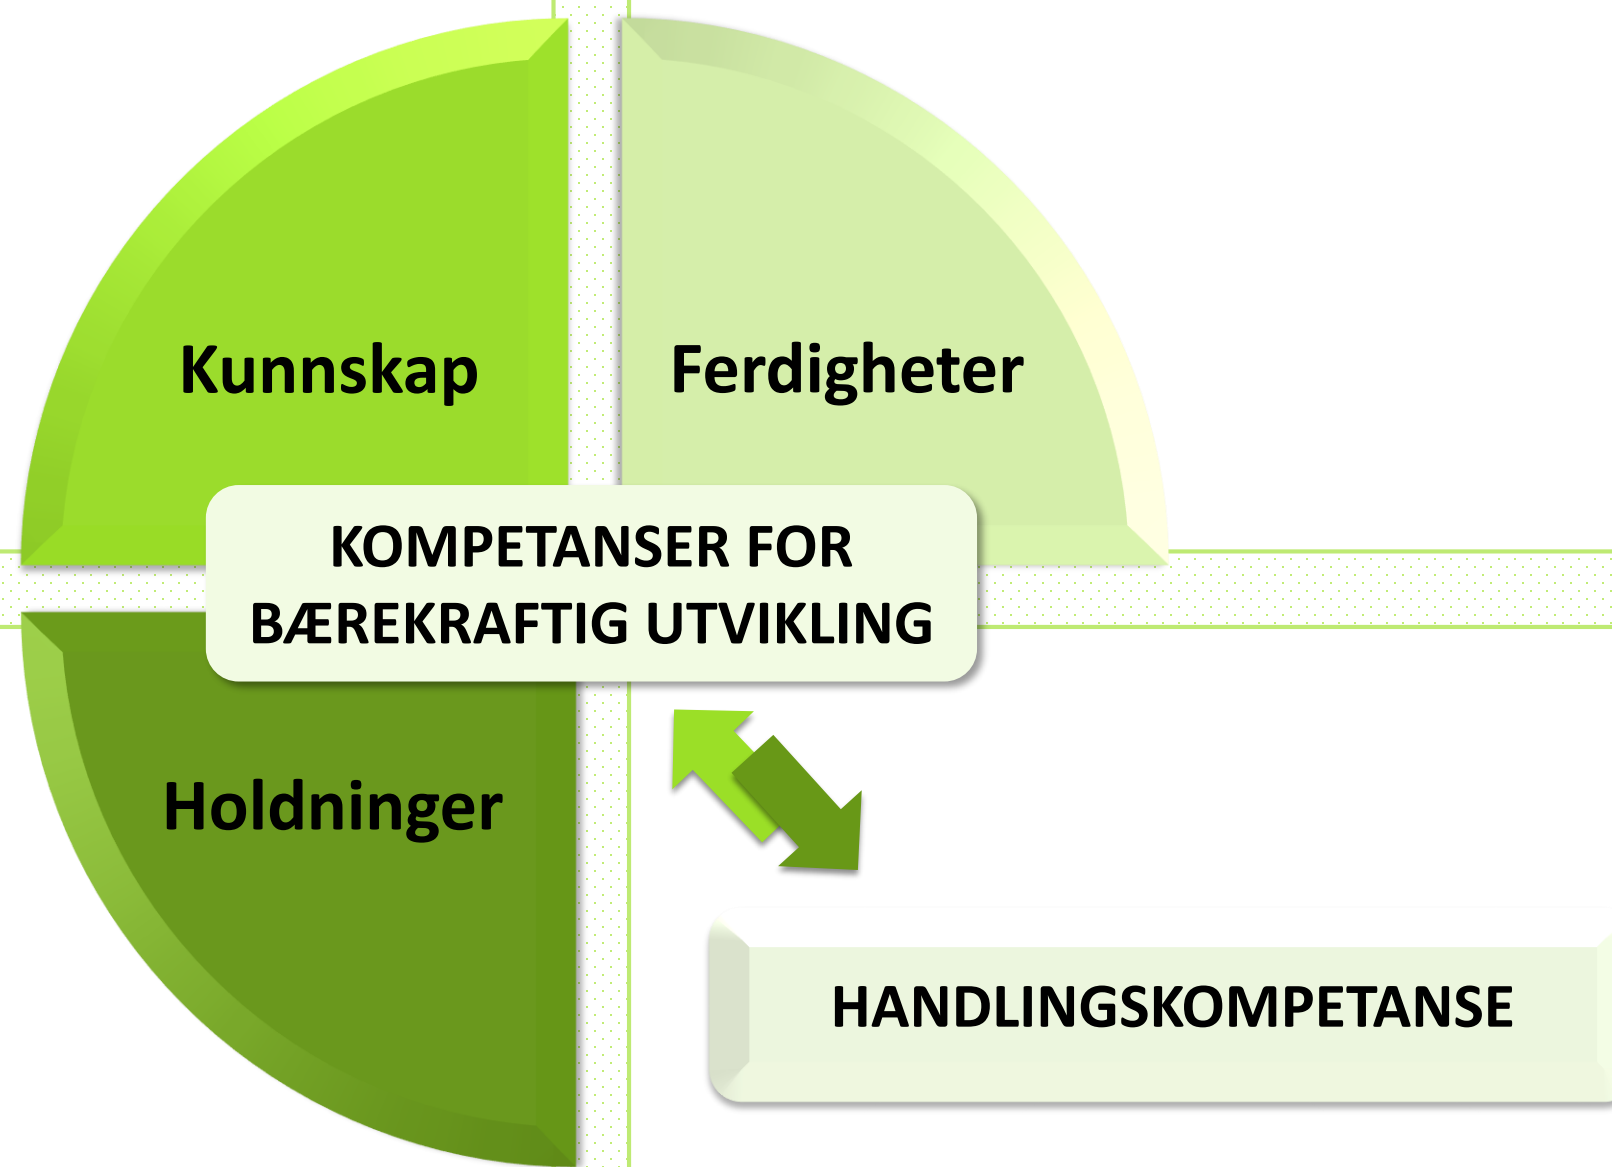 Kunnskap
Ferdigheter
KOMPETANSER FOR
BÆREKRAFTIG UTVIKLING
Holdninger
HANDLINGSKOMPETANSE